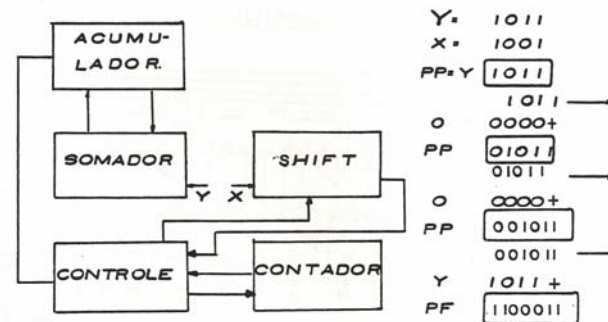 ACUMU-
LADOR.
SOMADOR
Y X
SHIFT
CONTROLE
CONTADOR
Y= 1011
X= 1001
PP=Y 1011
1011
0 0000+
PP 01011
01011
0 0000+
PP 001011
001011
Y 1011+
PF 1100011